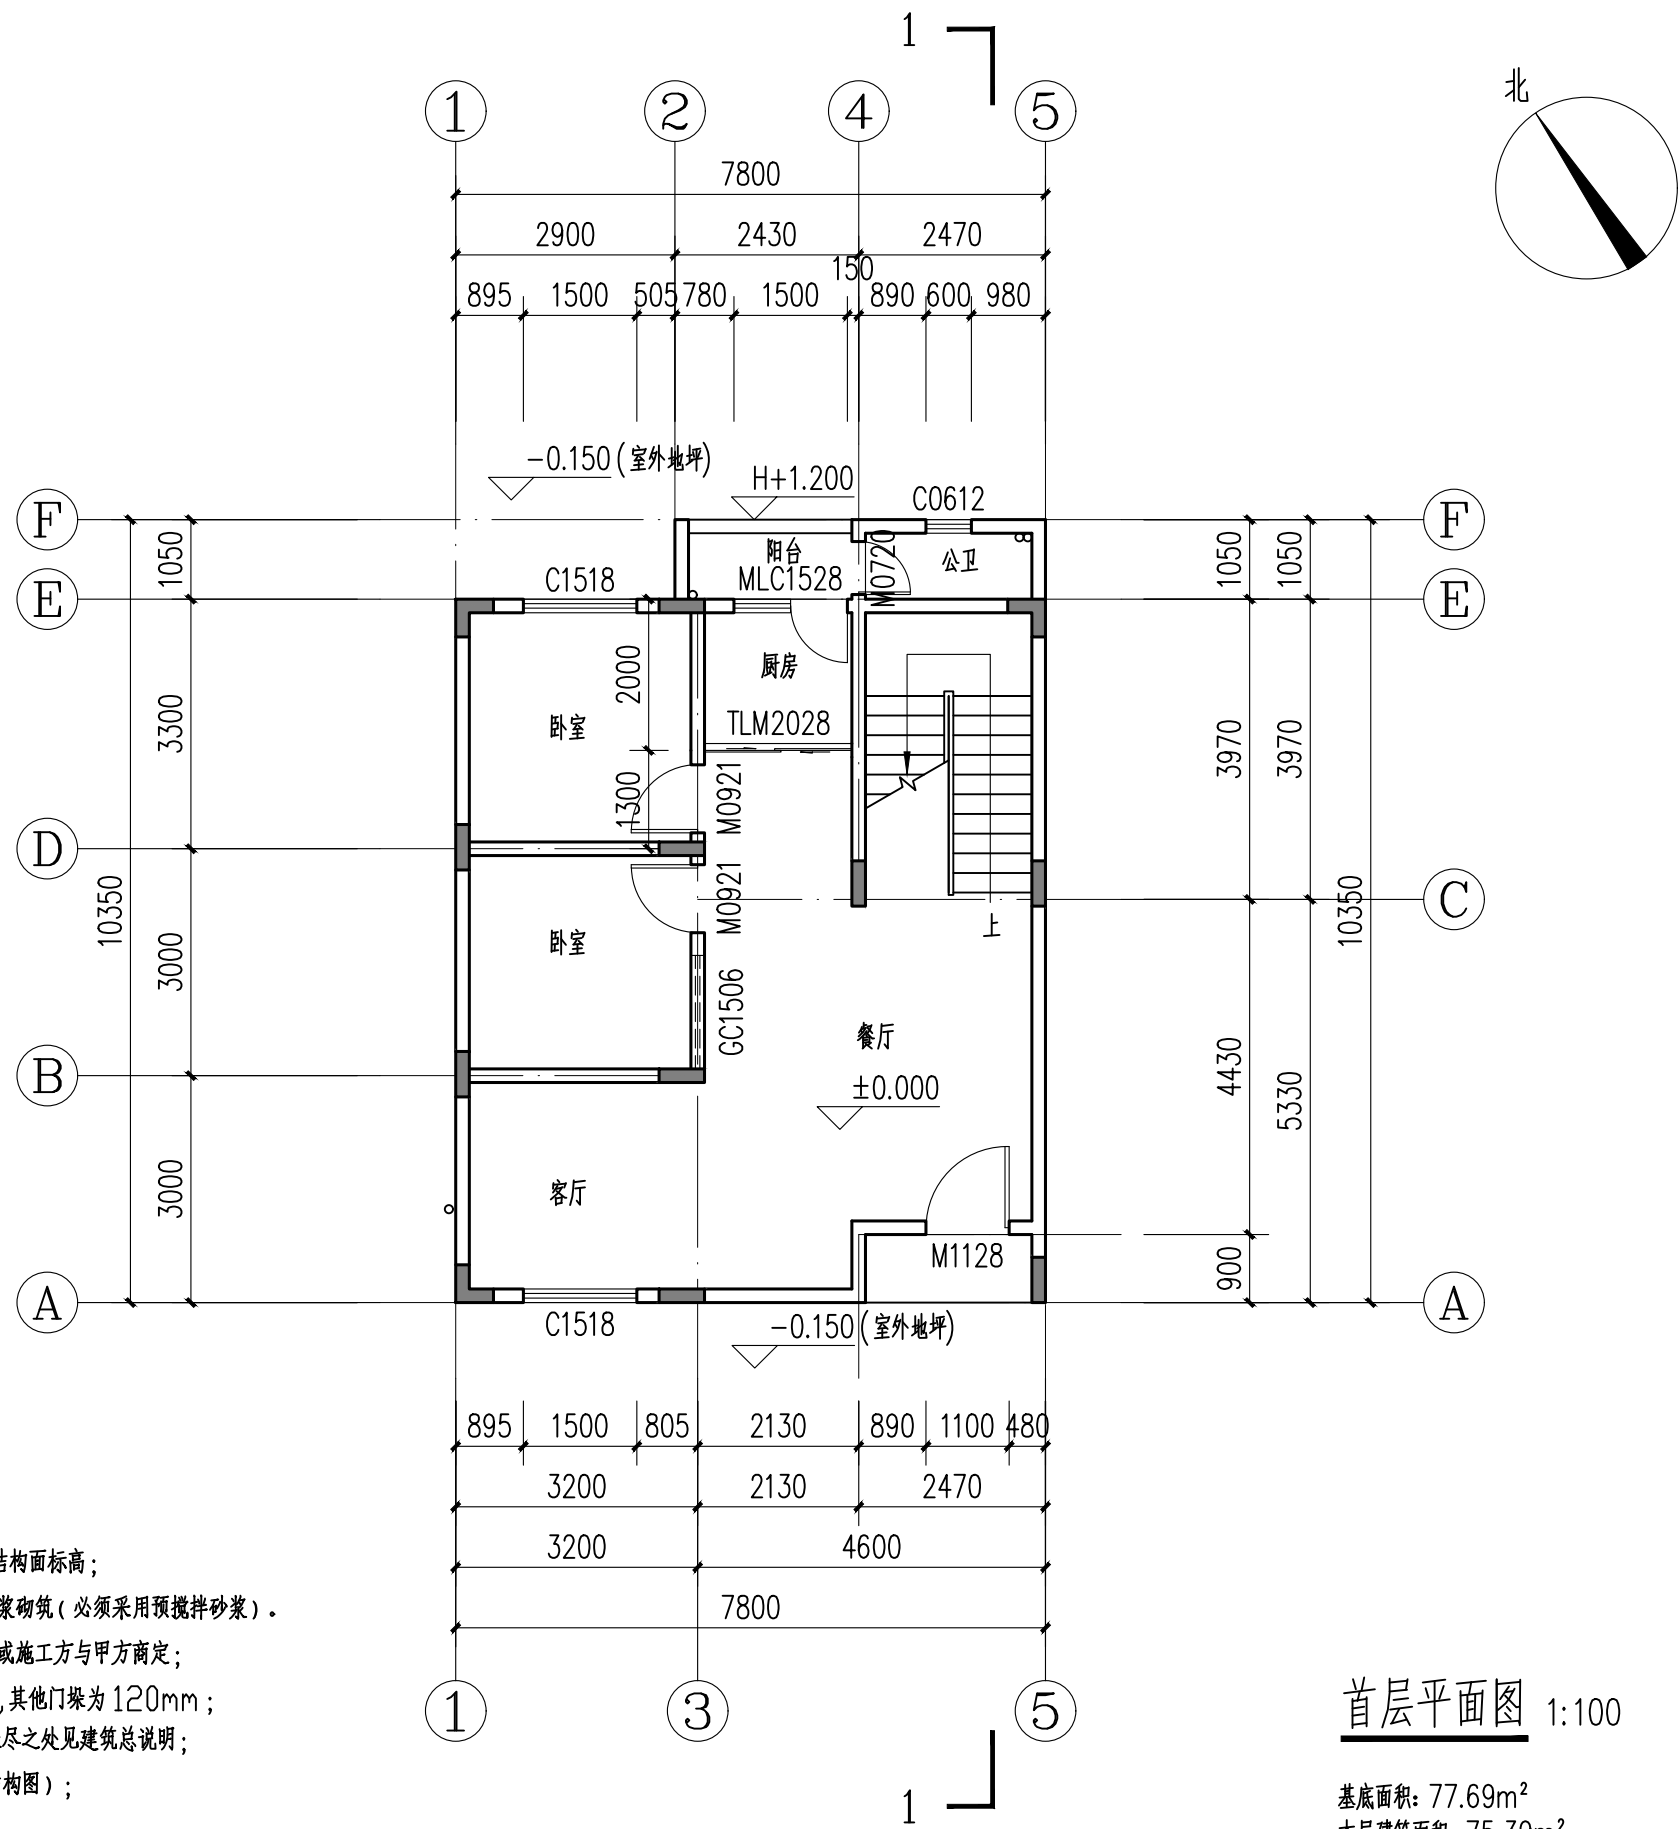 1
北
1 2 4 5
7800
2900 2430 2470
150
895 1500 505 780 1500 890 600 980
-0.150(室外地坪)
H+1.200
C0612
F F
1050 阳台 公卫 1050 1050
C1518 MLC1528 M0720
E E
厨房
2000
3300 卧室 TLM2028 3970 3970
1300 M0921
D
10350 M0921 C 10350
上
3000 卧室
GC1506
餐厅
4430
B ±0.000
5330
3000 客厅
M1128 900
A A
C1518 -0.150(室外地坪)
895 1500 805 2130 890 1100 480
3200 2130 2470
3200 4600
7800
1 3 5
结构面标高；
浆砌筑(必须采用预搅拌砂浆)。
或施工方与甲方商定；
其他门垛为120mm；
尽之处见建筑总说明；
构图)；
首层平面图 1:100
1
基底面积: 77.69m²